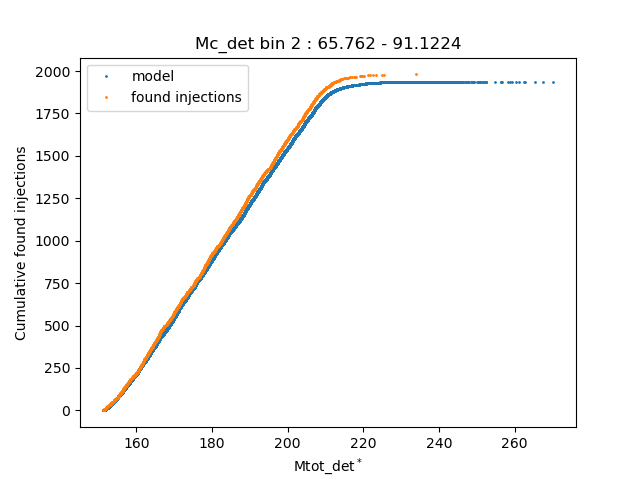 Mc_det bin 2 : 65.762 - 91.1224
model
found injections
Cumulative found injections
2000
1750
1500
1250
1000
750
500
250
0
160 180 200 220 240 260
Mtot_det*